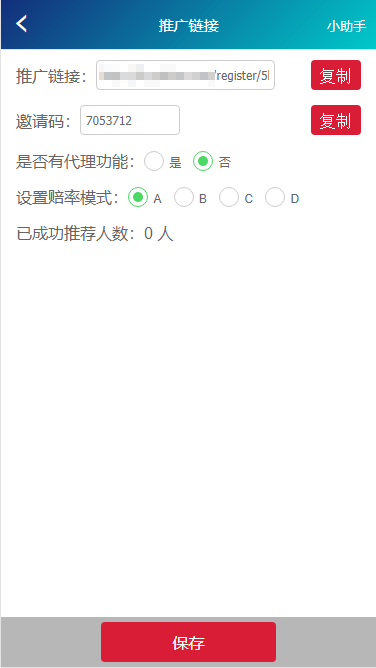 推广链接
小助手
推广链接： /register/5
复制
邀请码： 7053712
复制
是否有代理功能： 是 否
设置赔率模式： A B C D
已成功推荐人数：0 人
保存